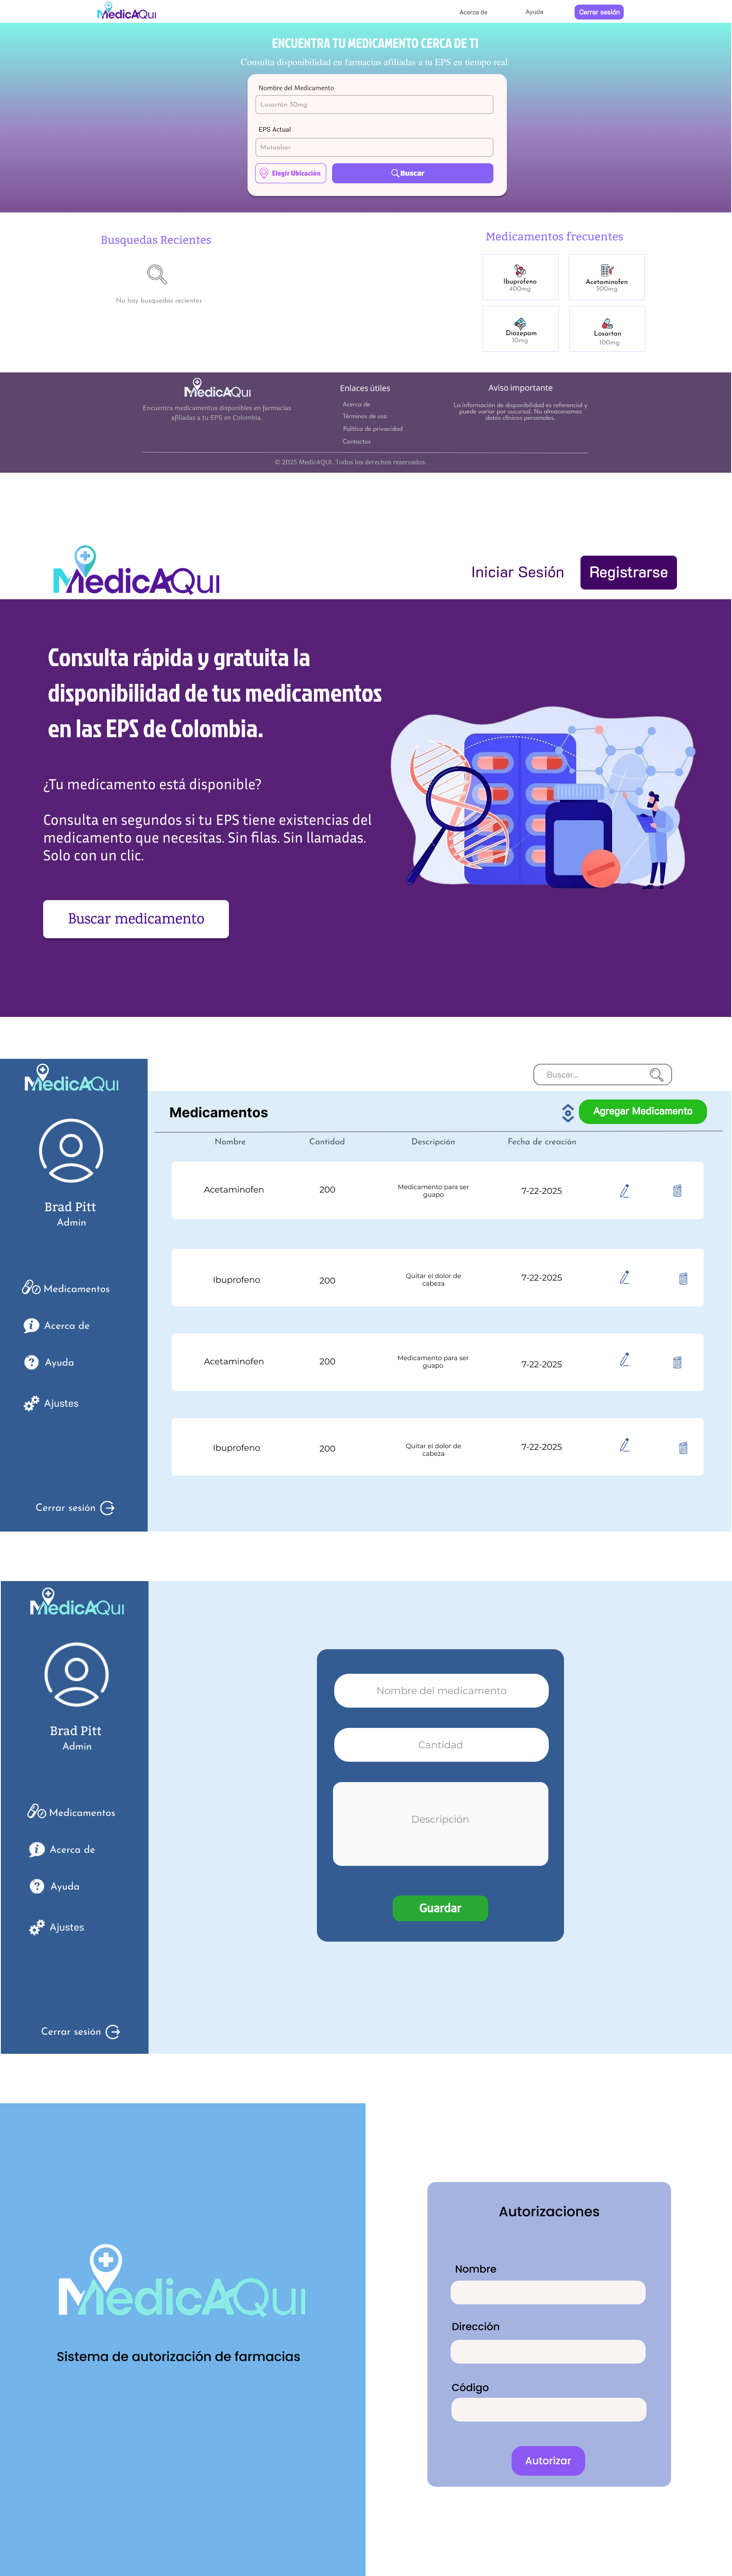 MedicAQUI
Acerca de
Ayuda
Cerrar sesión
ENCUENTRA TU MEDICAMENTO CERCA DE TI
Consulta disponibilidad en farmacias afiliadas a tu EPS en tiempo real
Nombre del Medicamento
Losartán 50mg
EPS Actual
Mutualser
Elegir Ubicación
Buscar
Busquedas Recientes
No hay busquedas recientes
Medicamentos frecuentes
Ibuprofeno
400mg
Acetaminofen
500mg
Diazepam
10mg
Losartan
100mg
MedicAQUI
Encuentra medicamentos disponibles en farmacias
afiliadas a tu EPS en Colombia.
Enlaces útiles
Acerca de
Términos de uso
Política de privacidad
Contactos
Aviso importante
La información de disponibilidad es referencial y
puede variar por sucursal. No almacenamos
datos clínicos personales.
© 2025 MedicAQUI. Todos los derechos reservados.
MedicAQUI
Iniciar Sesión
Registrarse
Consulta rápida y gratuita la
disponibilidad de tus medicamentos
en las EPS de Colombia.
¿Tu medicamento está disponible?
Consulta en segundos si tu EPS tiene existencias del
medicamento que necesitas. Sin filas. Sin llamadas.
Solo con un clic.
Buscar medicamento
MedicAQUI
Brad Pitt
Admin
Medicamentos
Acerca de
Ayuda
Ajustes
Cerrar sesión
Buscar...
Medicamentos
Agregar Medicamento
Nombre
Cantidad
Descripción
Fecha de creación
Acetaminofen
200
Medicamento para ser
guapo
7-22-2025
Ibuprofeno
200
Quitar el dolor de
cabeza
7-22-2025
Acetaminofen
200
Medicamento para ser
guapo
7-22-2025
Ibuprofeno
200
Quitar el dolor de
cabeza
7-22-2025
MedicAQUI
Brad Pitt
Admin
Medicamentos
Acerca de
Ayuda
Ajustes
Cerrar sesión
Nombre del medicamento
Cantidad
Descripción
Guardar
MedicAQUI
Sistema de autorización de farmacias
Autorizaciones
Nombre
Dirección
Código
Autorizar